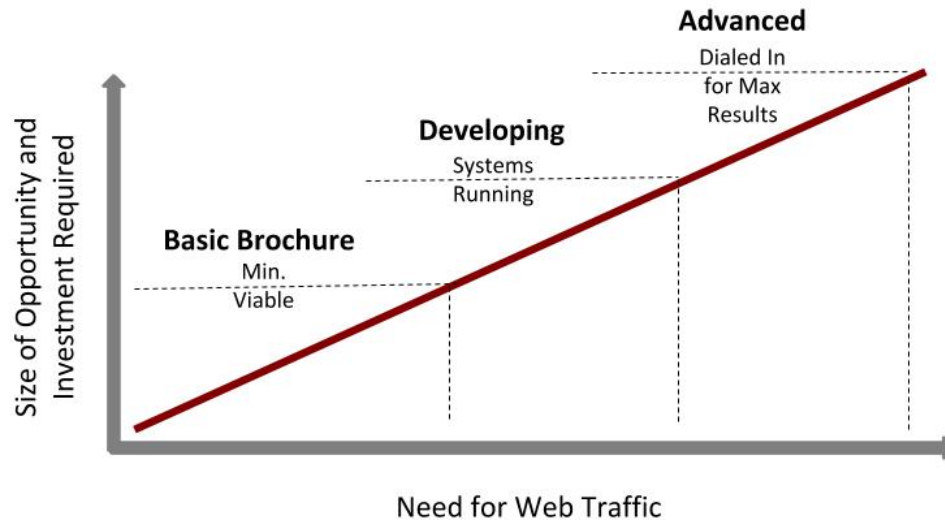 Advanced
Dialed In
for Max
Results
Developing
Systems
Running
Basic Brochure
Min.
Viable
Size of Opportunity and
Investment Required
Need for Web Traffic